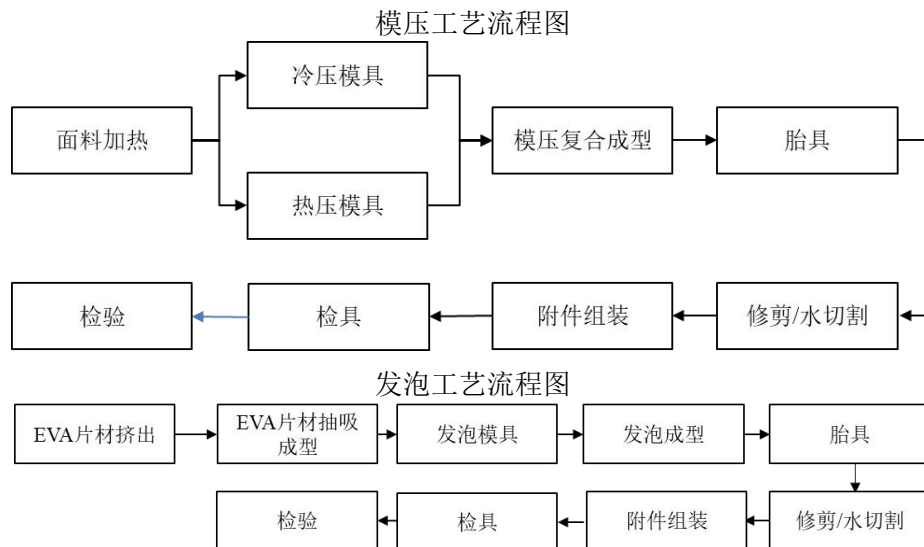 模压工艺流程图
冷压模具
面料加热
模压复合成型
胎具
热压模具
检验
检具
附件组装
修剪/水切割
发泡工艺流程图
EVA片材挤出
EVA片材抽吸
成型
发泡模具
发泡成型
胎具
检验
检具
附件组装
修剪/水切割